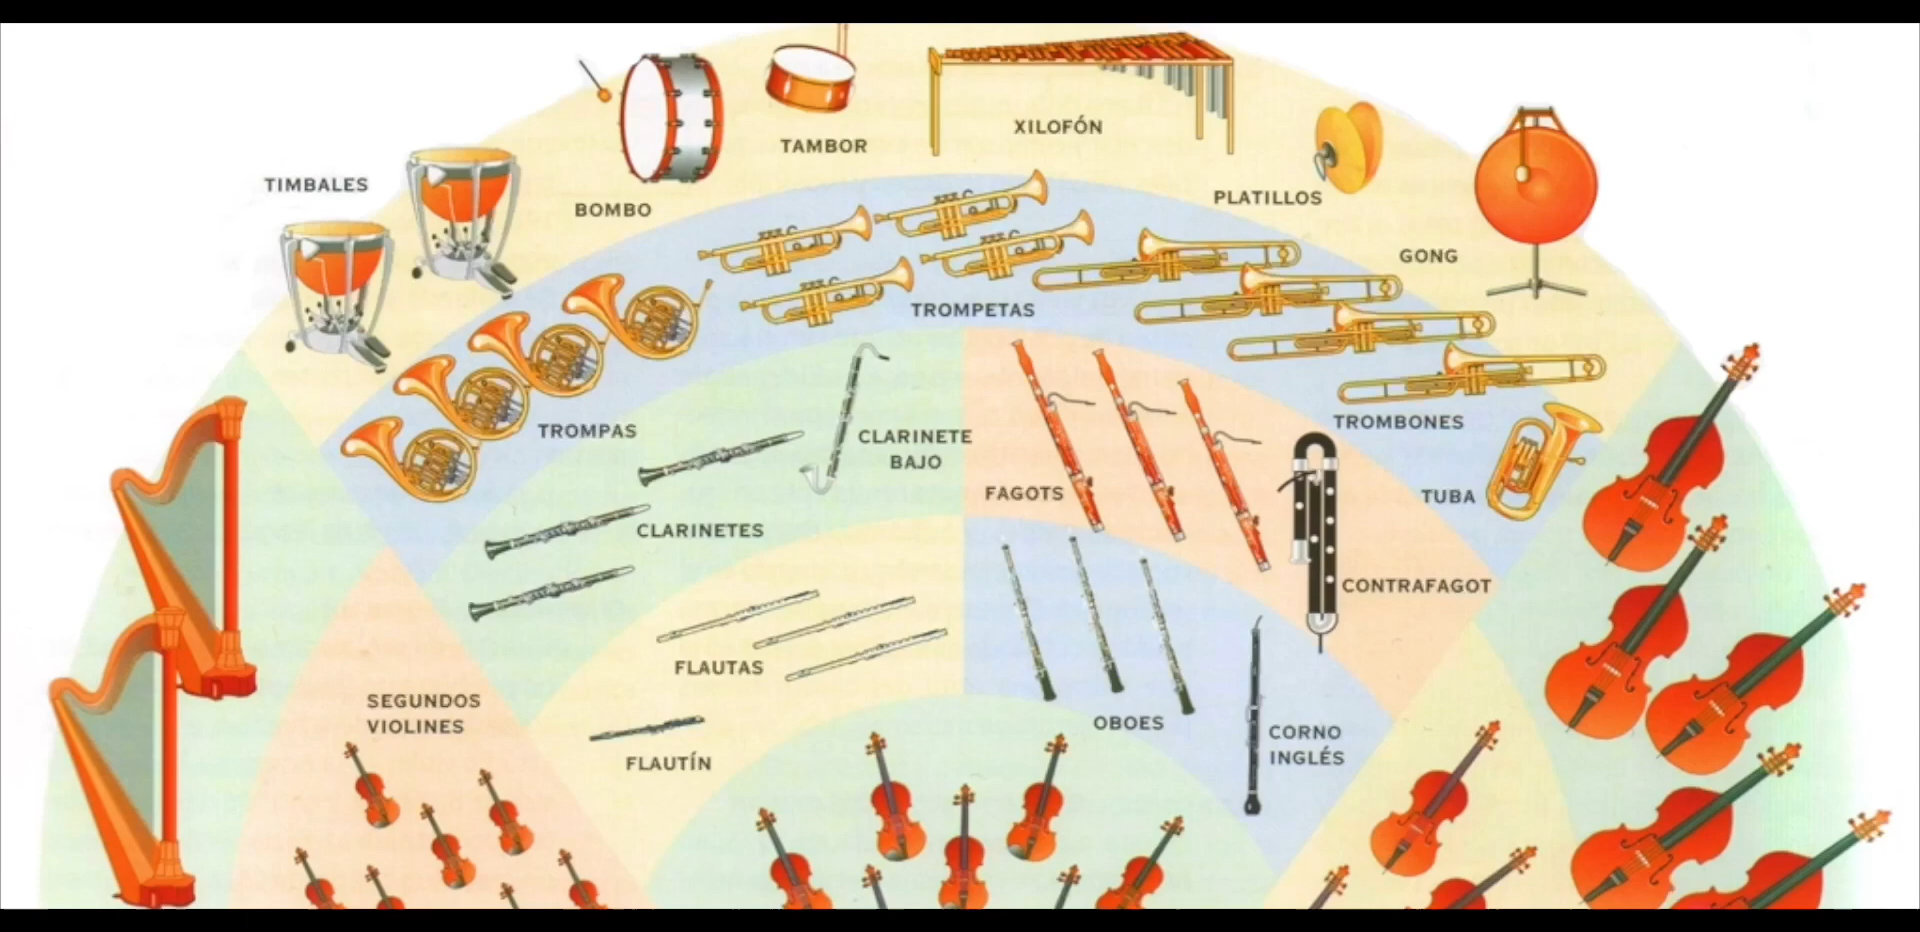 TAMBOR
XILOFÓN
TIMBALES
BOMBO
PLATILLOS
GONG
TROMPETAS
TROMPAS
CLARINETE
BAJO
TROMBONES
FAGOTS
TUBA
CLARINETES
CONTRAFAGOT
FLAUTAS
SEGUNDOS
VIOLINES
OBOES
CORNO
INGLÉS
FLAUTÍN